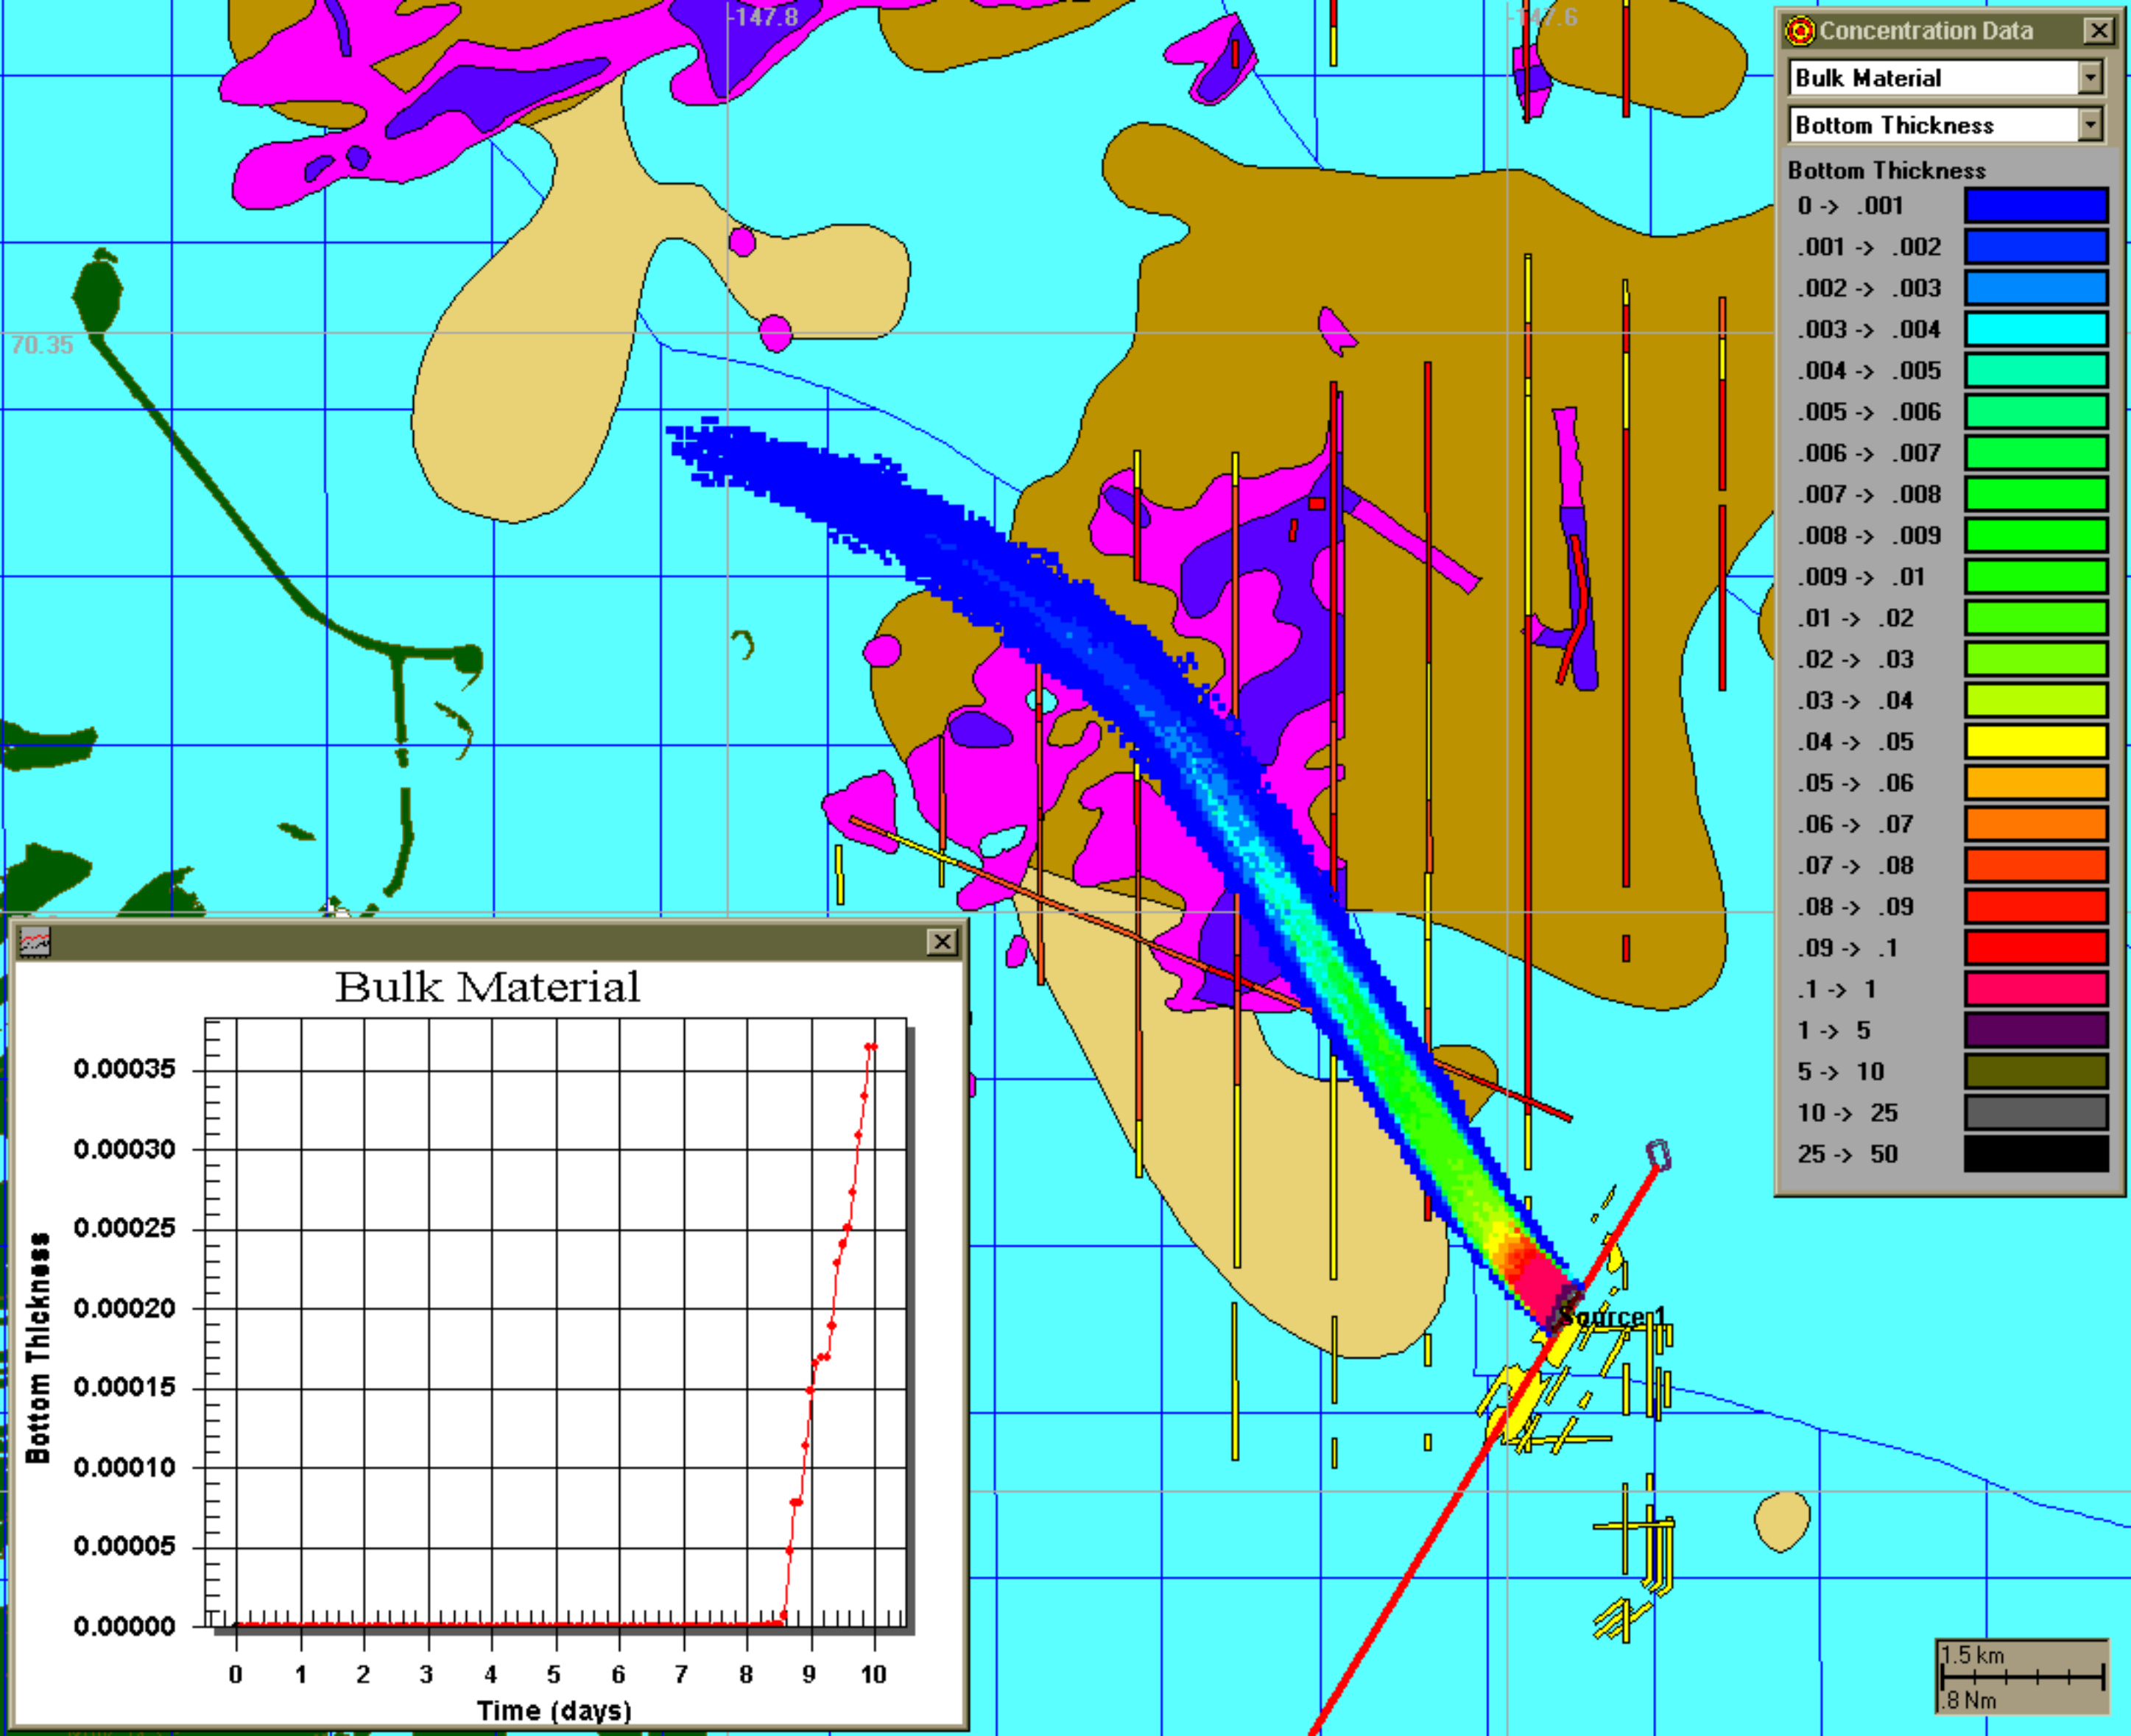 -147.8
-147.6
70.35
Concentration Data
Bulk Material
Bottom Thickness
Bottom Thickness
0 -> .001
.001 -> .002
.002 -> .003
.003 -> .004
.004 -> .005
.005 -> .006
.006 -> .007
.007 -> .008
.008 -> .009
.009 -> .01
.01 -> .02
.02 -> .03
.03 -> .04
.04 -> .05
.05 -> .06
.06 -> .07
.07 -> .08
.08 -> .09
.09 -> .1
.1 -> 1
1 -> 5
5 -> 10
10 -> 25
25 -> 50
Source 1
Bulk Material
Bottom Thickness
0.00035
0.00030
0.00025
0.00020
0.00015
0.00010
0.00005
0.00000
0 1 2 3 4 5 6 7 8 9 10
Time (days)
1.5 km
.8 Nm